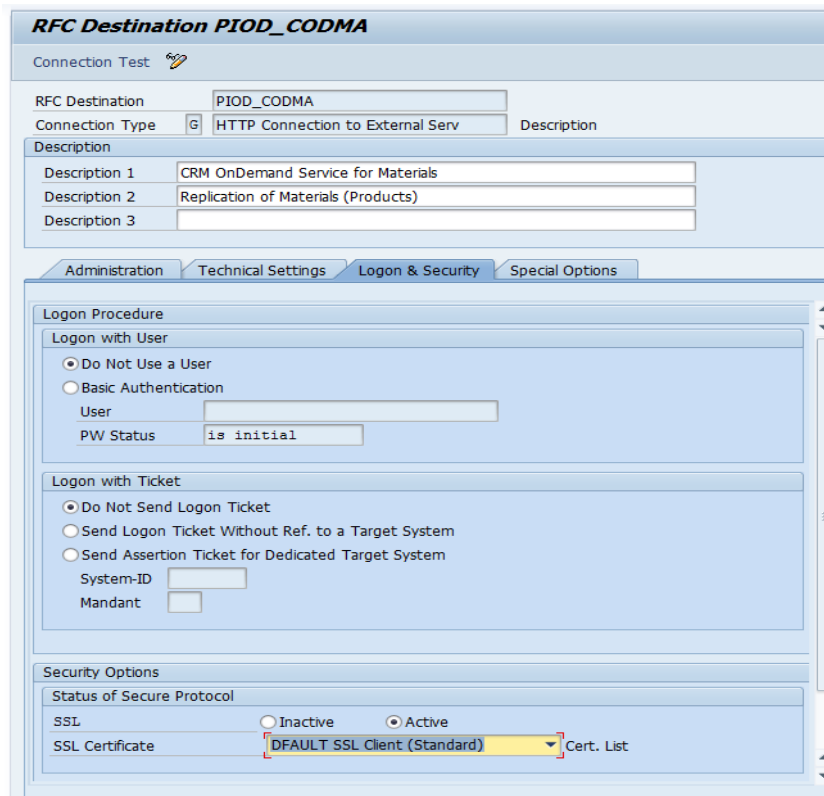 RFC Destination PIOD_CODMA
Connection Test
RFC Destination PIOD_CODMA
Connection Type G HTTP Connection to External Serv Description
Description
Description 1 CRM OnDemand Service for Materials
Description 2 Replication of Materials (Products)
Description 3
Administration Technical Settings Logon & Security Special Options
Logon Procedure
Logon with User
Do Not Use a User
Basic Authentication
User
PW Status is initial
Logon with Ticket
Do Not Send Logon Ticket
Send Logon Ticket Without Ref. to a Target System
Send Assertion Ticket for Dedicated Target System
System-ID
Mandant
Security Options
Status of Secure Protocol
SSL Inactive Active
SSL Certificate DFAULT SSL Client (Standard) Cert. List